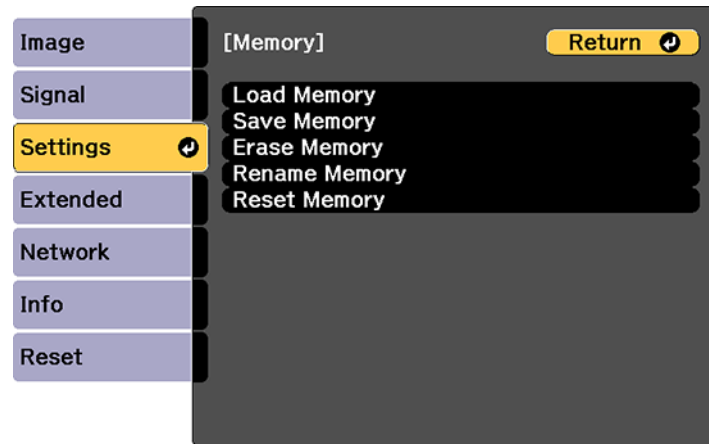 Image
Signal
Settings
Extended
Network
Info
Reset
[Memory]
Return
Load Memory
Save Memory
Erase Memory
Rename Memory
Reset Memory